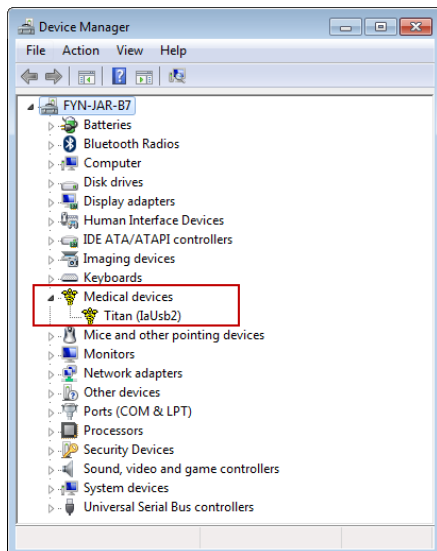 Device Manager
File Action View Help
FYN-JAR-B7
Batteries
Bluetooth Radios
Computer
Disk drives
Display adapters
Human Interface Devices
IDE ATA/ATAPI controllers
Imaging devices
Keyboards
Medical devices
Titan (IaUsb2)
Mice and other pointing devices
Monitors
Network adapters
Other devices
Ports (COM & LPT)
Processors
Security Devices
Sound, video and game controllers
System devices
Universal Serial Bus controllers